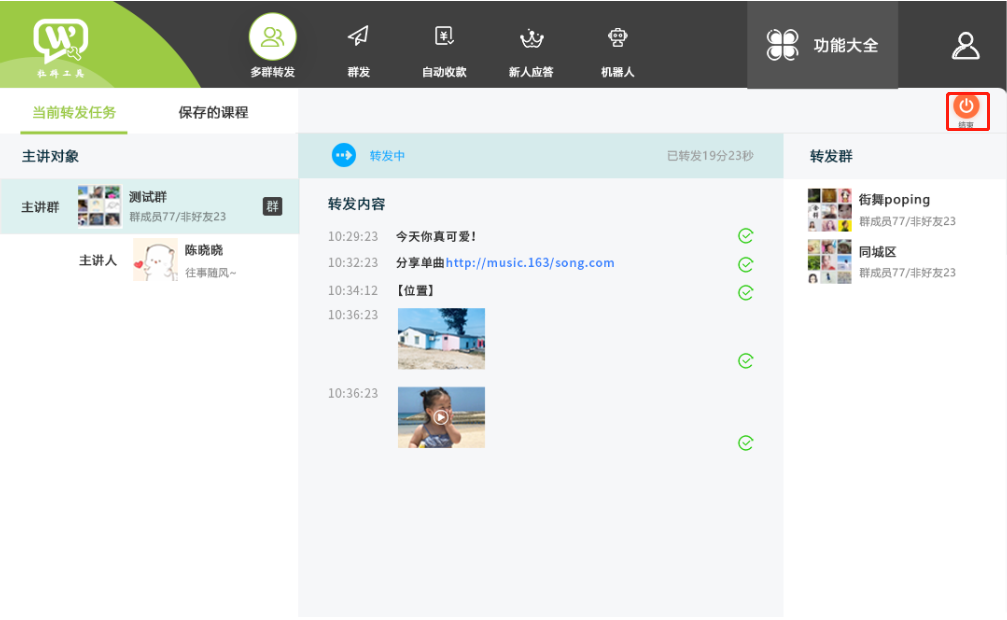 社群工具
多群转发
群发
自动收款
新人应答
机器人
功能大全
当前转发任务
保存的课程
结束
主讲对象
主讲群
测试群
群成员77/非好友23
群
主讲人
陈晓晓
往事随风~
转发中
已转发19分23秒
转发内容
10:29:23 今天你真可爱!
10:32:23 分享单曲http://music.163/song.com
10:34:12 【位置】
10:36:23
10:36:23
转发群
街舞poping
群成员77/非好友23
同城区
群成员77/非好友23